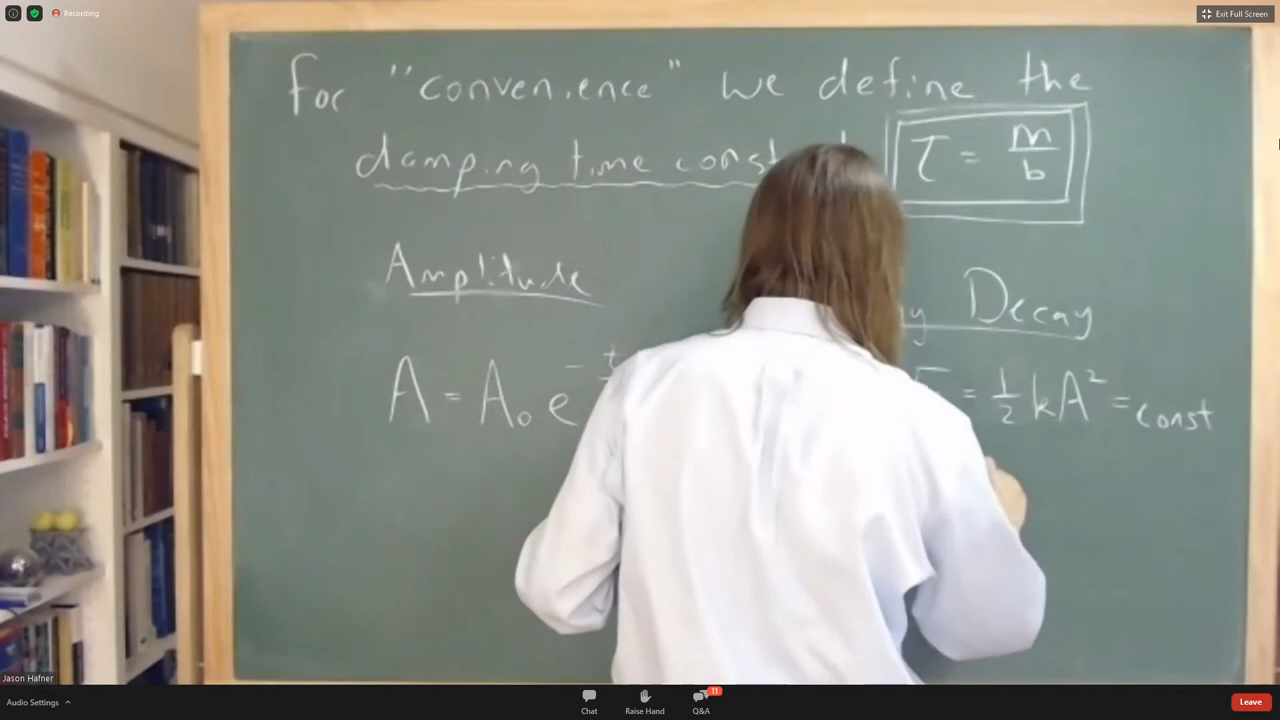 Recording
Exit Full Screen
For "convenience" we define the
damping time const
τ = m/b
Amplitude
Decay
A = A₀ e^-t
= 1/2 kA² = const
Jason Hafner
Audio Settings
Chat
Raise Hand
11
Q&A
Leave